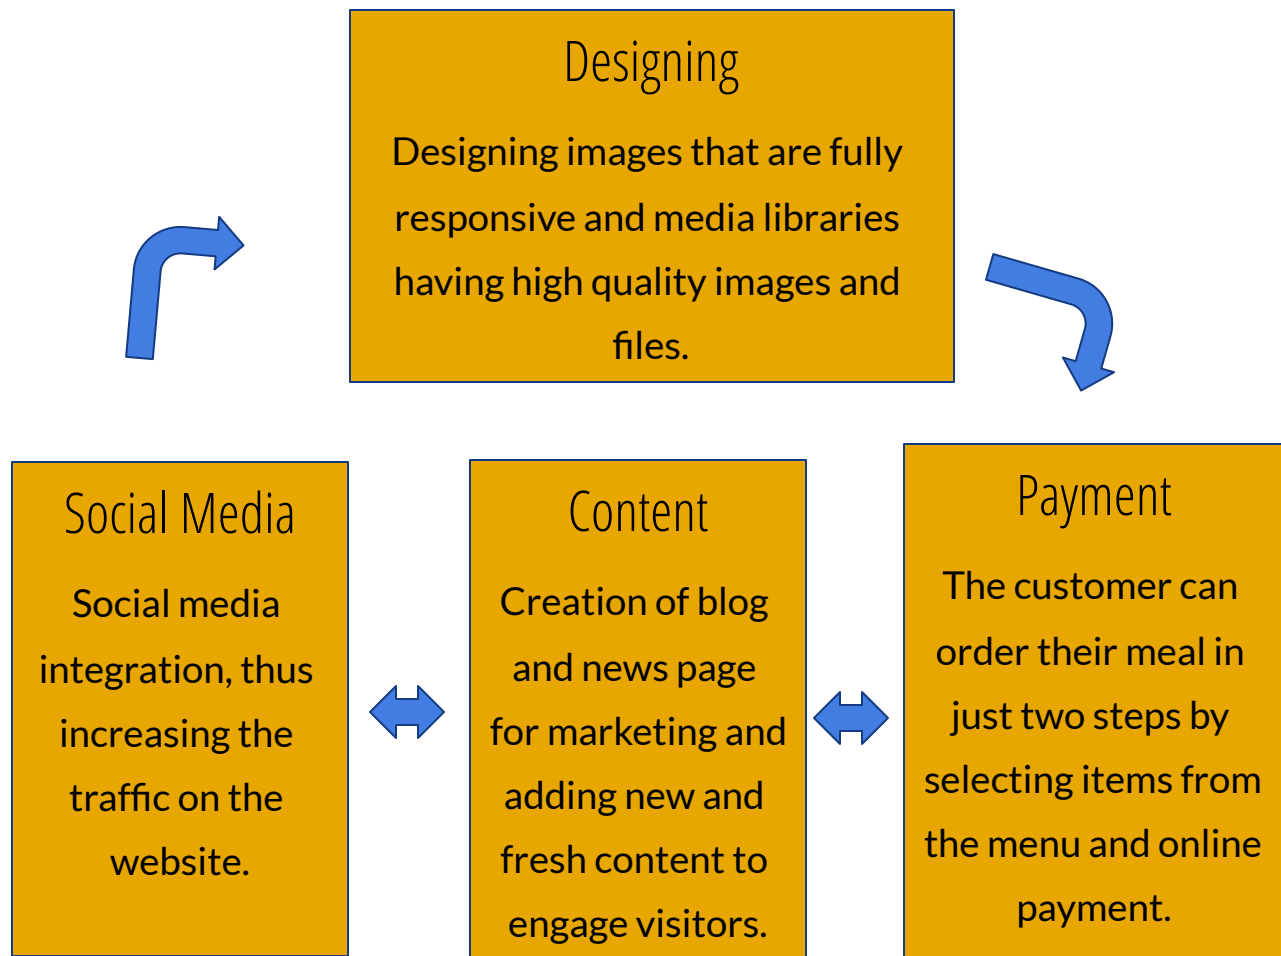 Designing
Designing images that are fully
responsive and media libraries
having high quality images and
files.
Social Media
Social media
integration, thus
increasing the
traffic on the
website.
Content
Creation of blog
and news page
for marketing and
adding new and
fresh content to
engage visitors.
Payment
The customer can
order their meal in
just two steps by
selecting items from
the menu and online
payment.